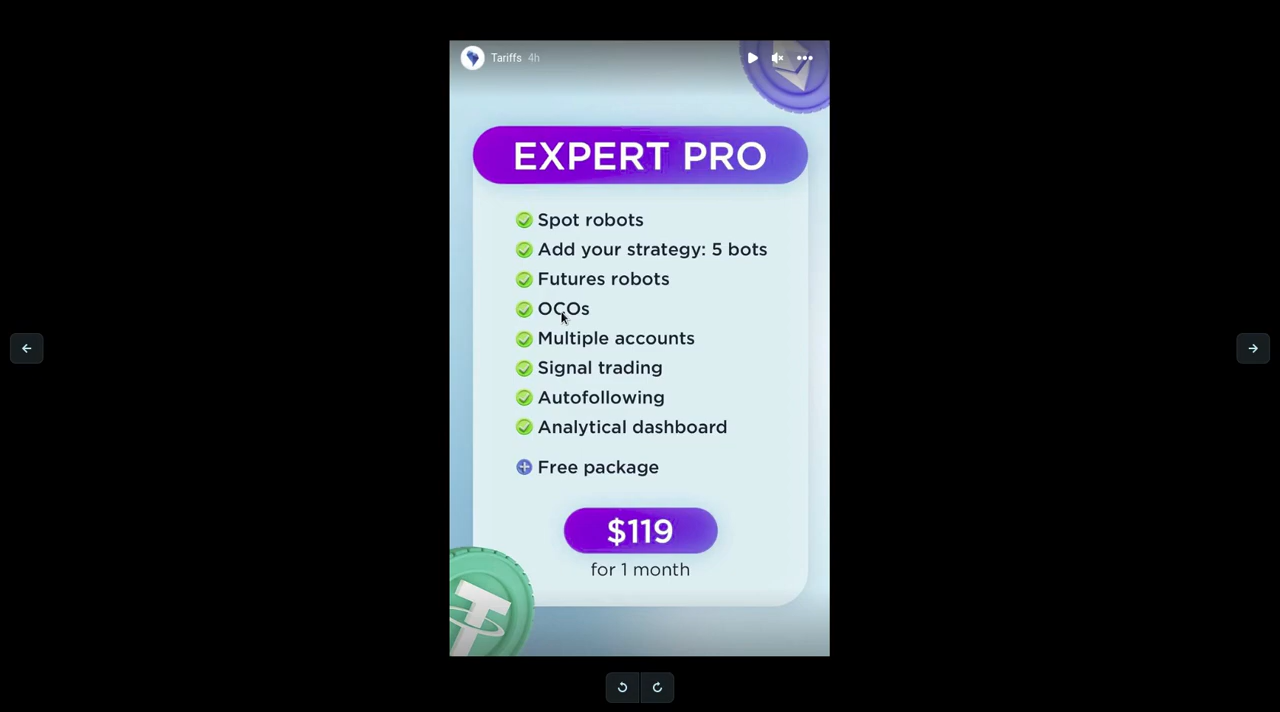 Tariffs 4h
EXPERT PRO
Spot robots
Add your strategy: 5 bots
Futures robots
OCOs
Multiple accounts
Signal trading
Autofollowing
Analytical dashboard
Free package
$119
for 1 month